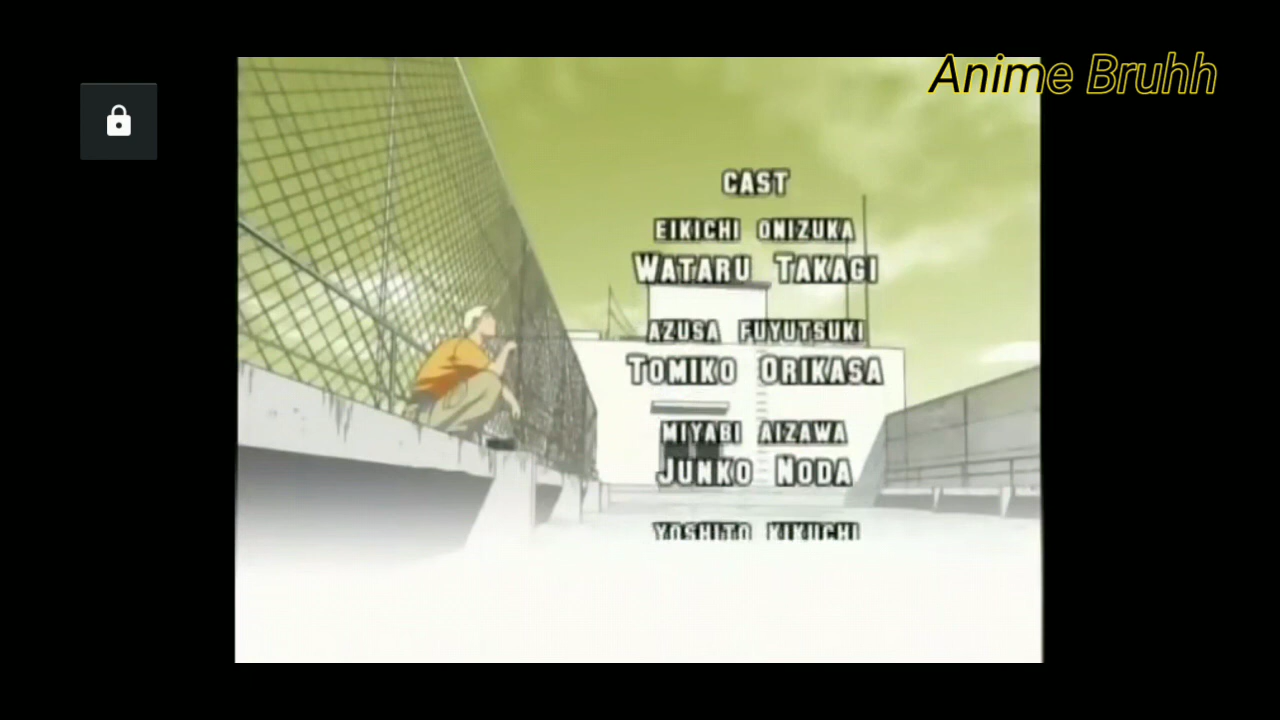 Anime Bruhh
CAST
EIKICHI ONIZUKA
WATARU TAKAGI
AZUSA FUYUTSUKI
TOMIKO ORIKASA
MIYABI AIZAWA
JUNKO NODA
YOSHITO KIKUCHI